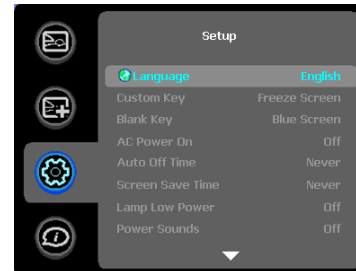 Setup
Language English
Custom Key Freeze Screen
Blank Key Blue Screen
AC Power On Off
Auto Off Time Never
Screen Save Time Never
Lamp Low Power Off
Power Sounds Off